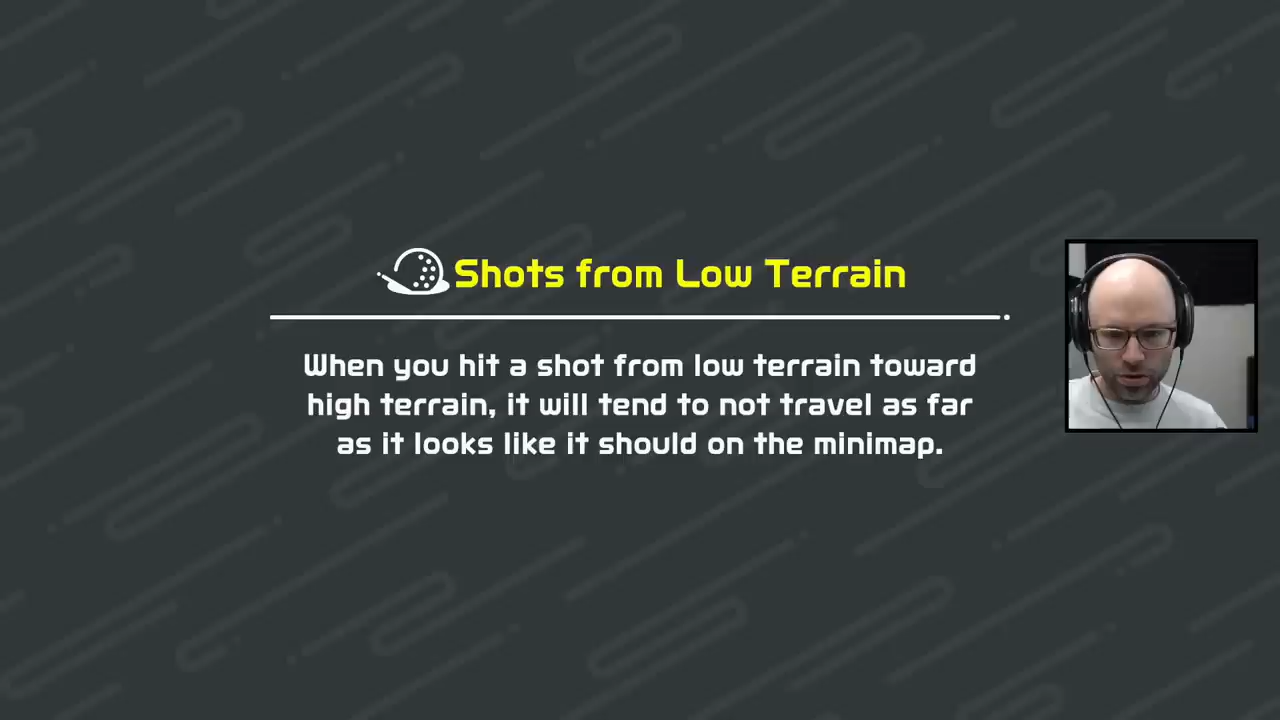 Shots from Low Terrain
When you hit a shot from low terrain toward
high terrain, it will tend to not travel as far
as it looks like it should on the minimap.